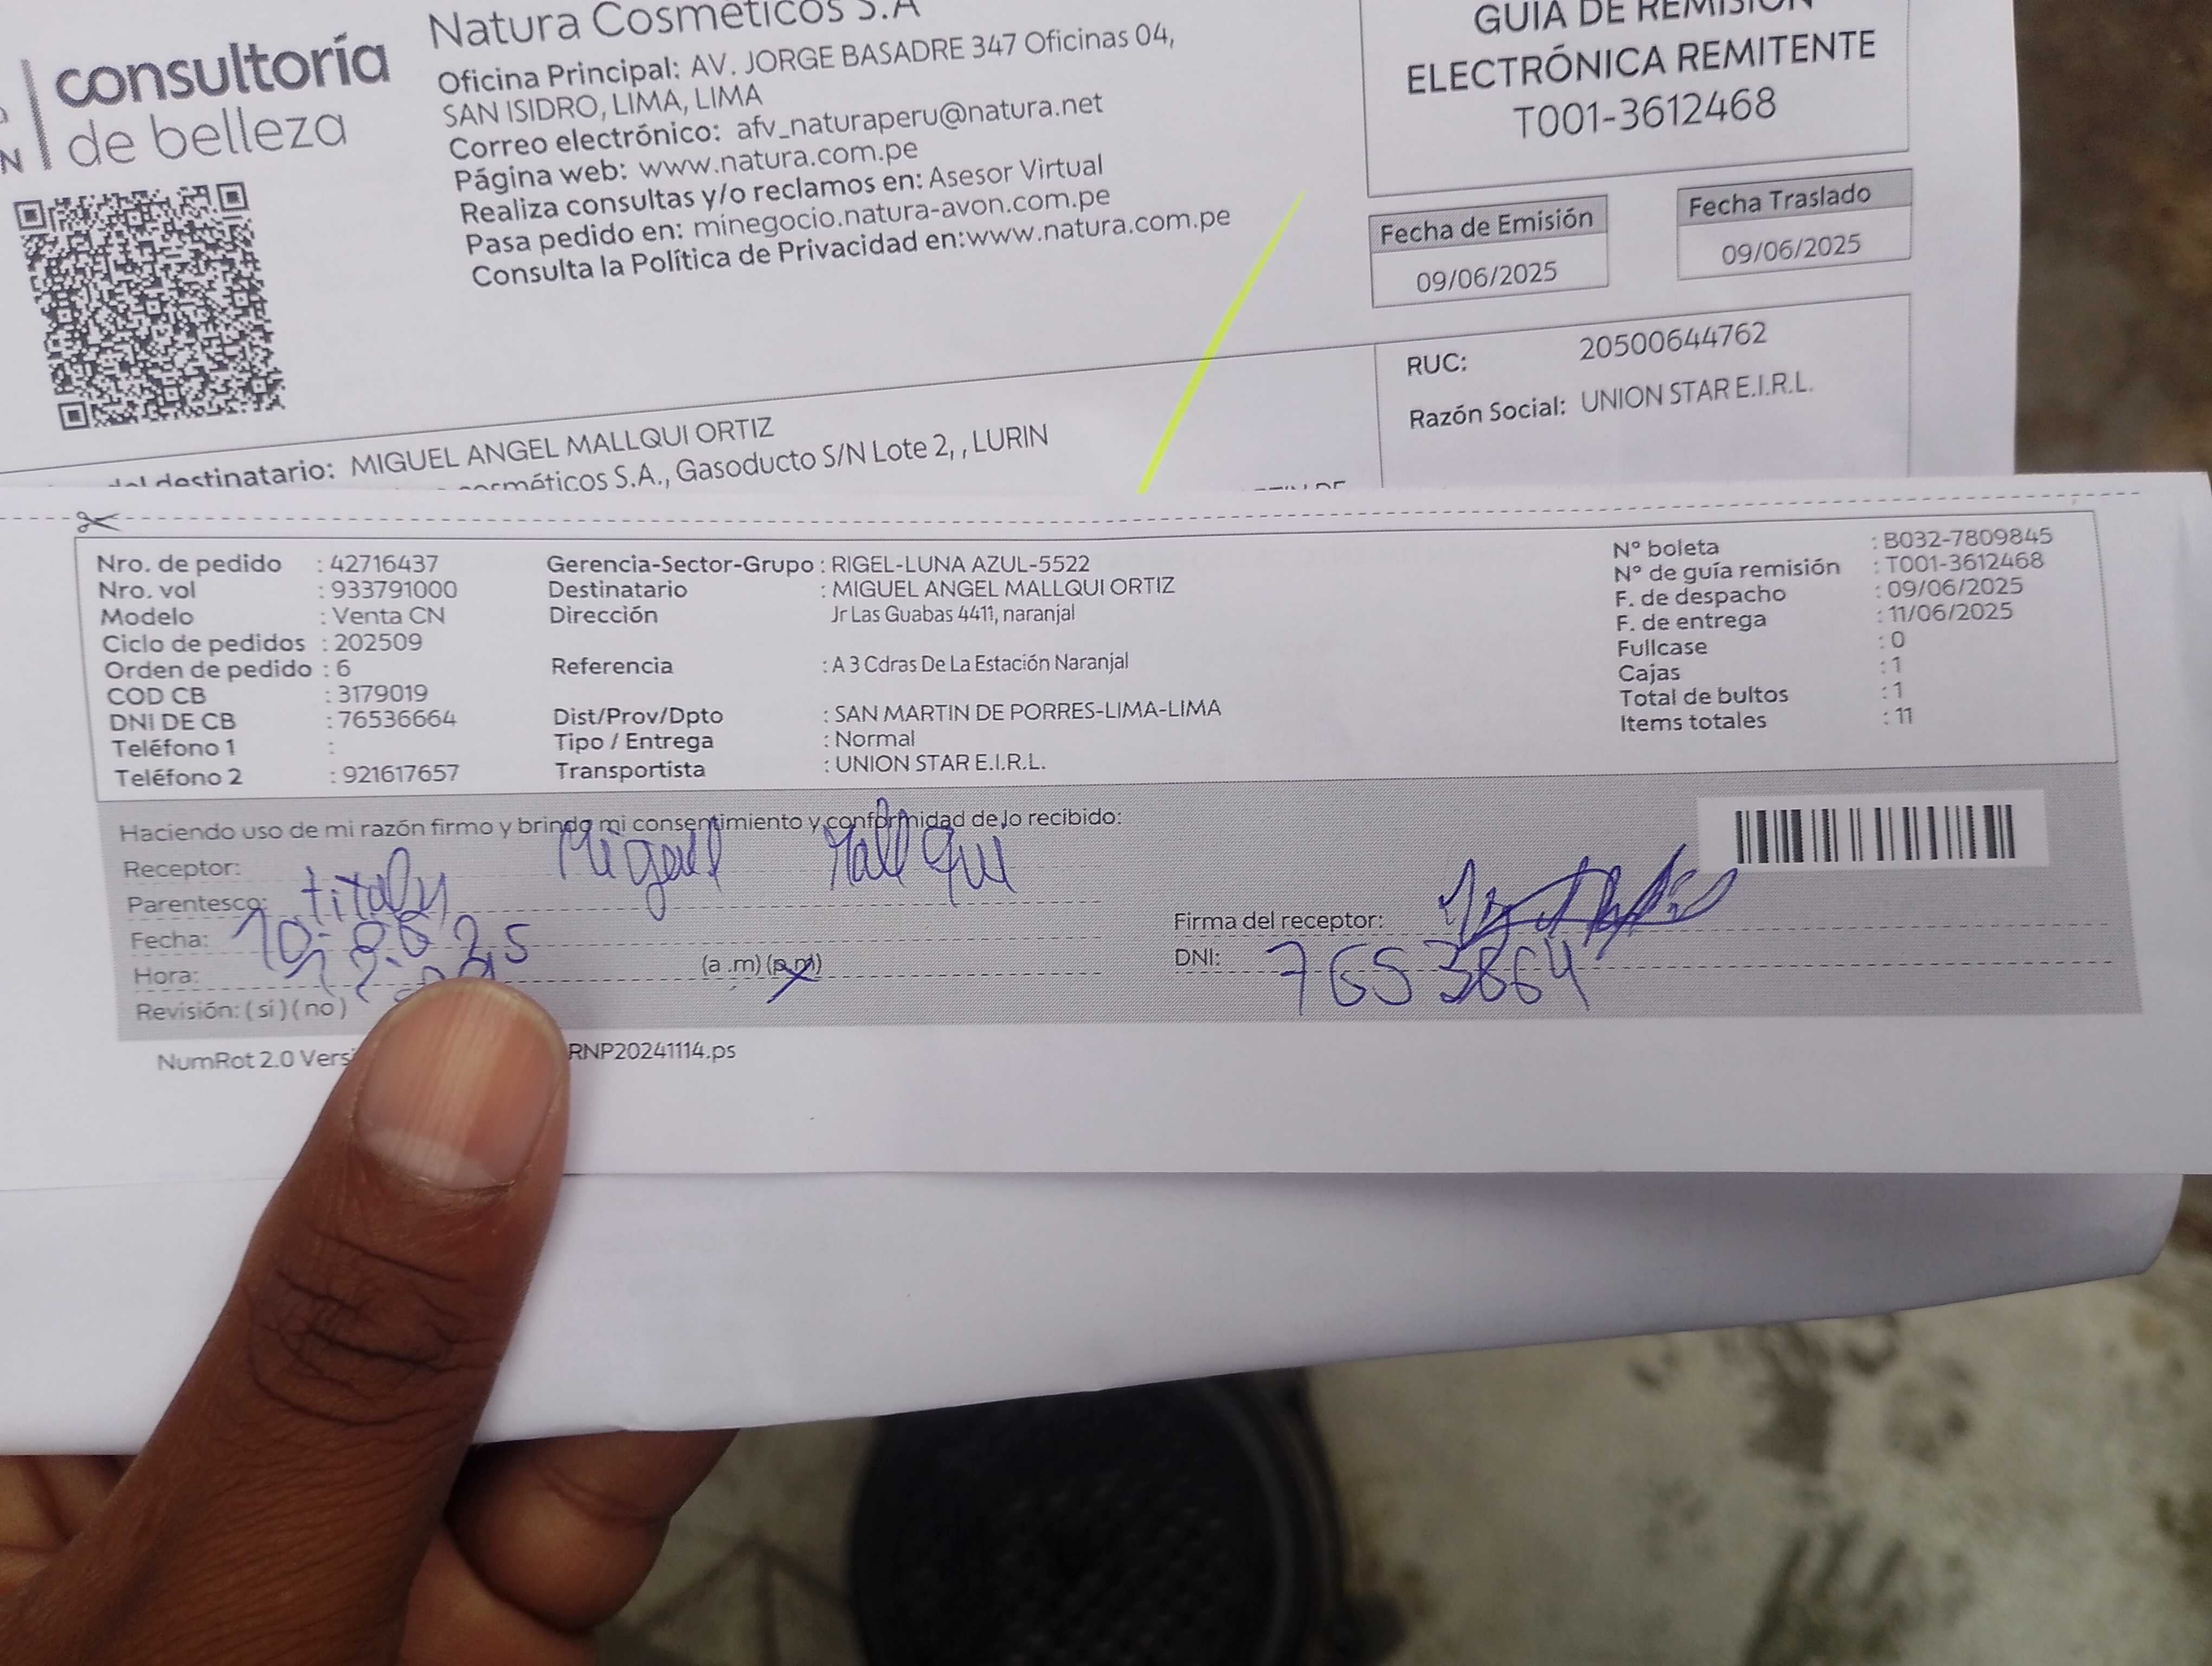 consultoría
de belleza
N
Natura Cosméticos S.A
Oficina Principal: AV. JORGE BASADRE 347 Oficinas 04,
SAN ISIDRO, LIMA, LIMA
Correo electrónico: afv_naturaperu@natura.net
Página web: www.natura.com.pe
Realiza consultas y/o reclamos en: Asesor Virtual
Pasa pedido en: minegocio.natura-avon.com.pe
Consulta la Política de Privacidad en:www.natura.com.pe
GUIA DE REMISIÓN
ELECTRÓNICA REMITENTE
T001-3612468
Fecha de Emisión
09/06/2025
Fecha Traslado
09/06/2025
RUC: 20500644762
Razón Social: UNION STAR E.I.R.L.
del destinatario: MIGUEL ANGEL MALLQUI ORTIZ
cosméticos S.A., Gasoducto S/N Lote 2, , LURIN
Nro. de pedido : 42716437
Nro. vol : 933791000
Modelo : Venta CN
Ciclo de pedidos : 202509
Orden de pedido : 6
COD CB : 3179019
DNI DE CB : 76536664
Teléfono 1 :
Teléfono 2 : 921617657
Gerencia-Sector-Grupo : RIGEL-LUNA AZUL-5522
Destinatario : MIGUEL ANGEL MALLQUI ORTIZ
Dirección Jr Las Guabas 4411, naranjal
Referencia : A 3 Cdras De La Estación Naranjal
Dist/Prov/Dpto : SAN MARTIN DE PORRES-LIMA-LIMA
Tipo / Entrega : Normal
Transportista : UNION STAR E.I.R.L.
N° boleta : B032-7809845
N° de guía remisión : T001-3612468
F. de despacho : 09/06/2025
F. de entrega : 11/06/2025
Fullcase : 0
Cajas : 1
Total de bultos : 1
Items totales : 11
Haciendo uso de mi razón firmo y brindo mi consentimiento y conformidad de lo recibido:
Receptor: Miguel Mallqui
Parentesco:
Fecha:
Hora: (a .m) (p.m)
Revisión: ( si ) ( no )
Firma del receptor:
DNI:
NumRot 2.0 Versi
RNP20241114.ps